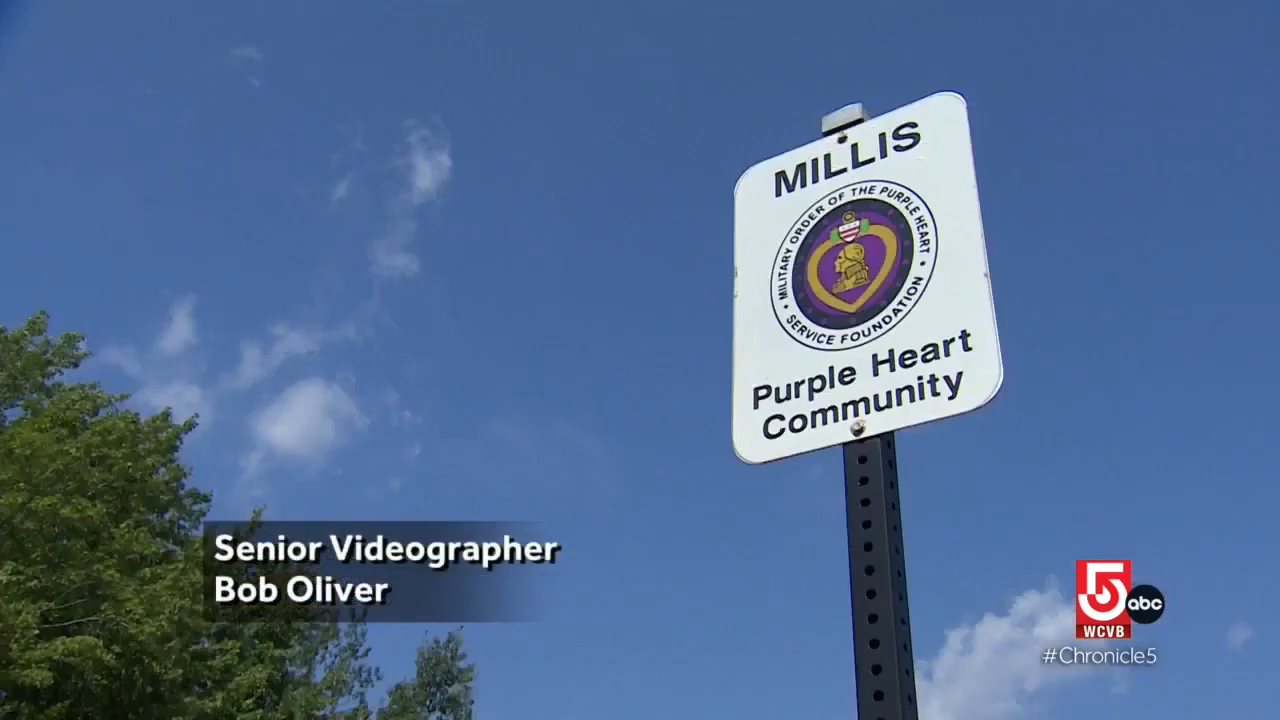 MILLIS
MILITARY ORDER OF THE PURPLE HEART
SERVICE FOUNDATION
Purple Heart
Community
Senior Videographer
Bob Oliver
5
abc
WCVB
#Chronicle5